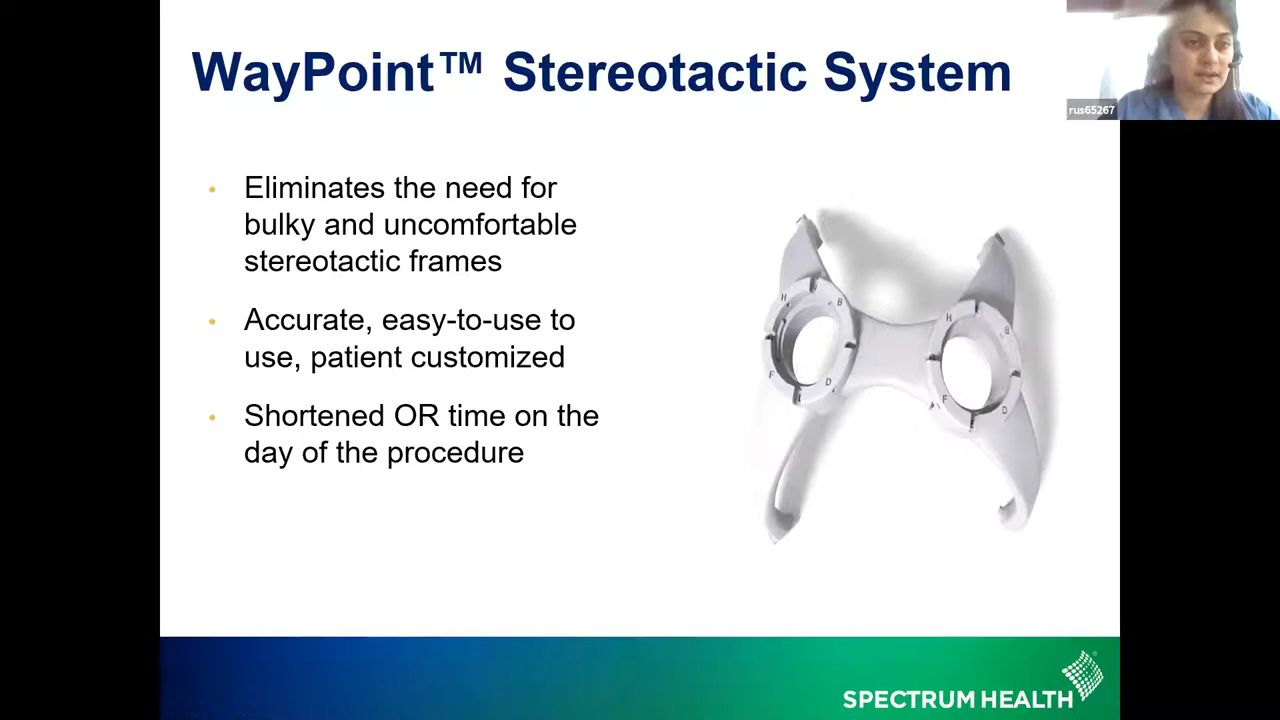 WayPoint™ Stereotactic System
rus65267
Eliminates the need for
bulky and uncomfortable
stereotactic frames
Accurate, easy-to-use to
use, patient customized
Shortened OR time on the
day of the procedure
H
B
F
D
H
B
F
D
SPECTRUM HEALTH